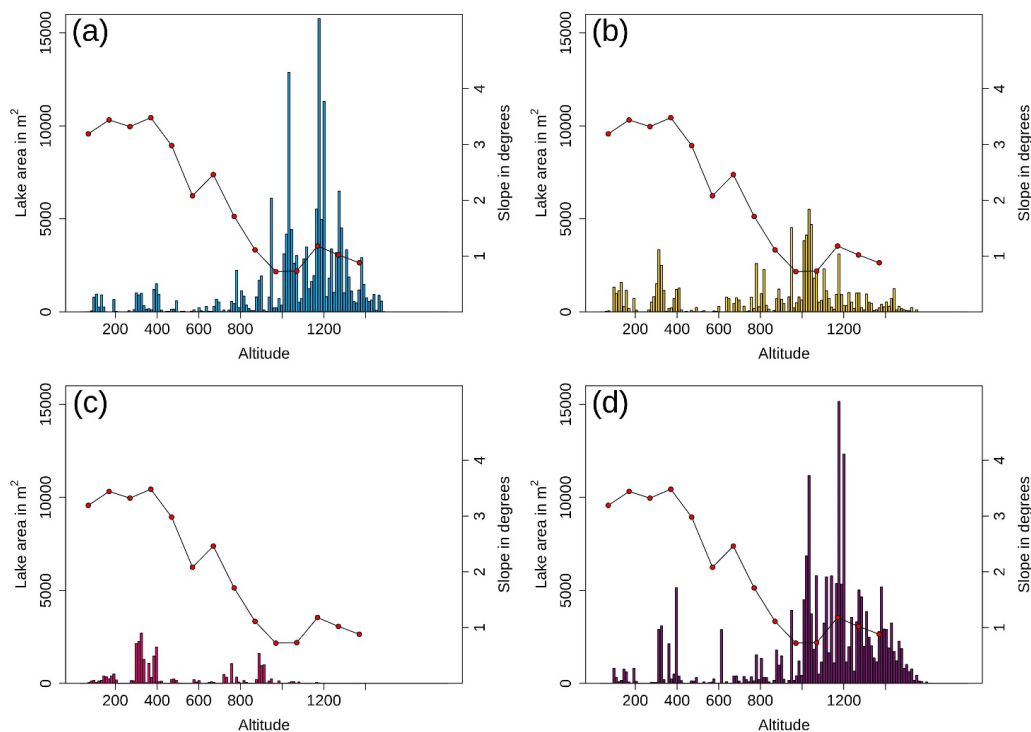 (a)
Lake area in m²
0
5000
10000
15000
200 400 600 800 1200
Altitude
1 2 3 4
Slope in degrees
(b)
Lake area in m²
0
5000
10000
15000
200 400 600 800 1200
Altitude
1 2 3 4
Slope in degrees
(c)
Lake area in m²
0
5000
10000
15000
200 400 600 800 1200
Altitude
1 2 3 4
Slope in degrees
(d)
Lake area in m²
0
5000
10000
15000
200 400 600 800 1200
Altitude
1 2 3 4
Slope in degrees